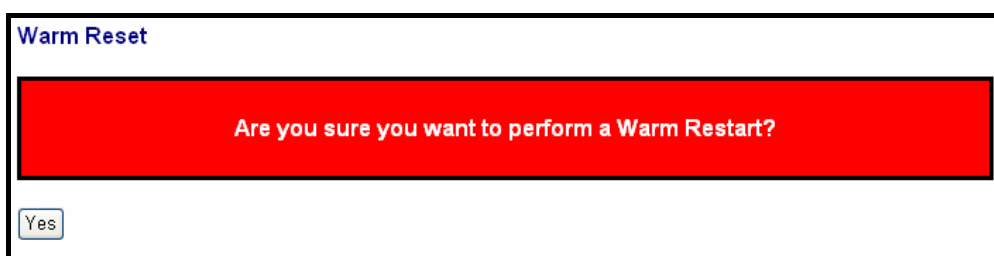 Warm Reset
Are you sure you want to perform a Warm Restart?
Yes